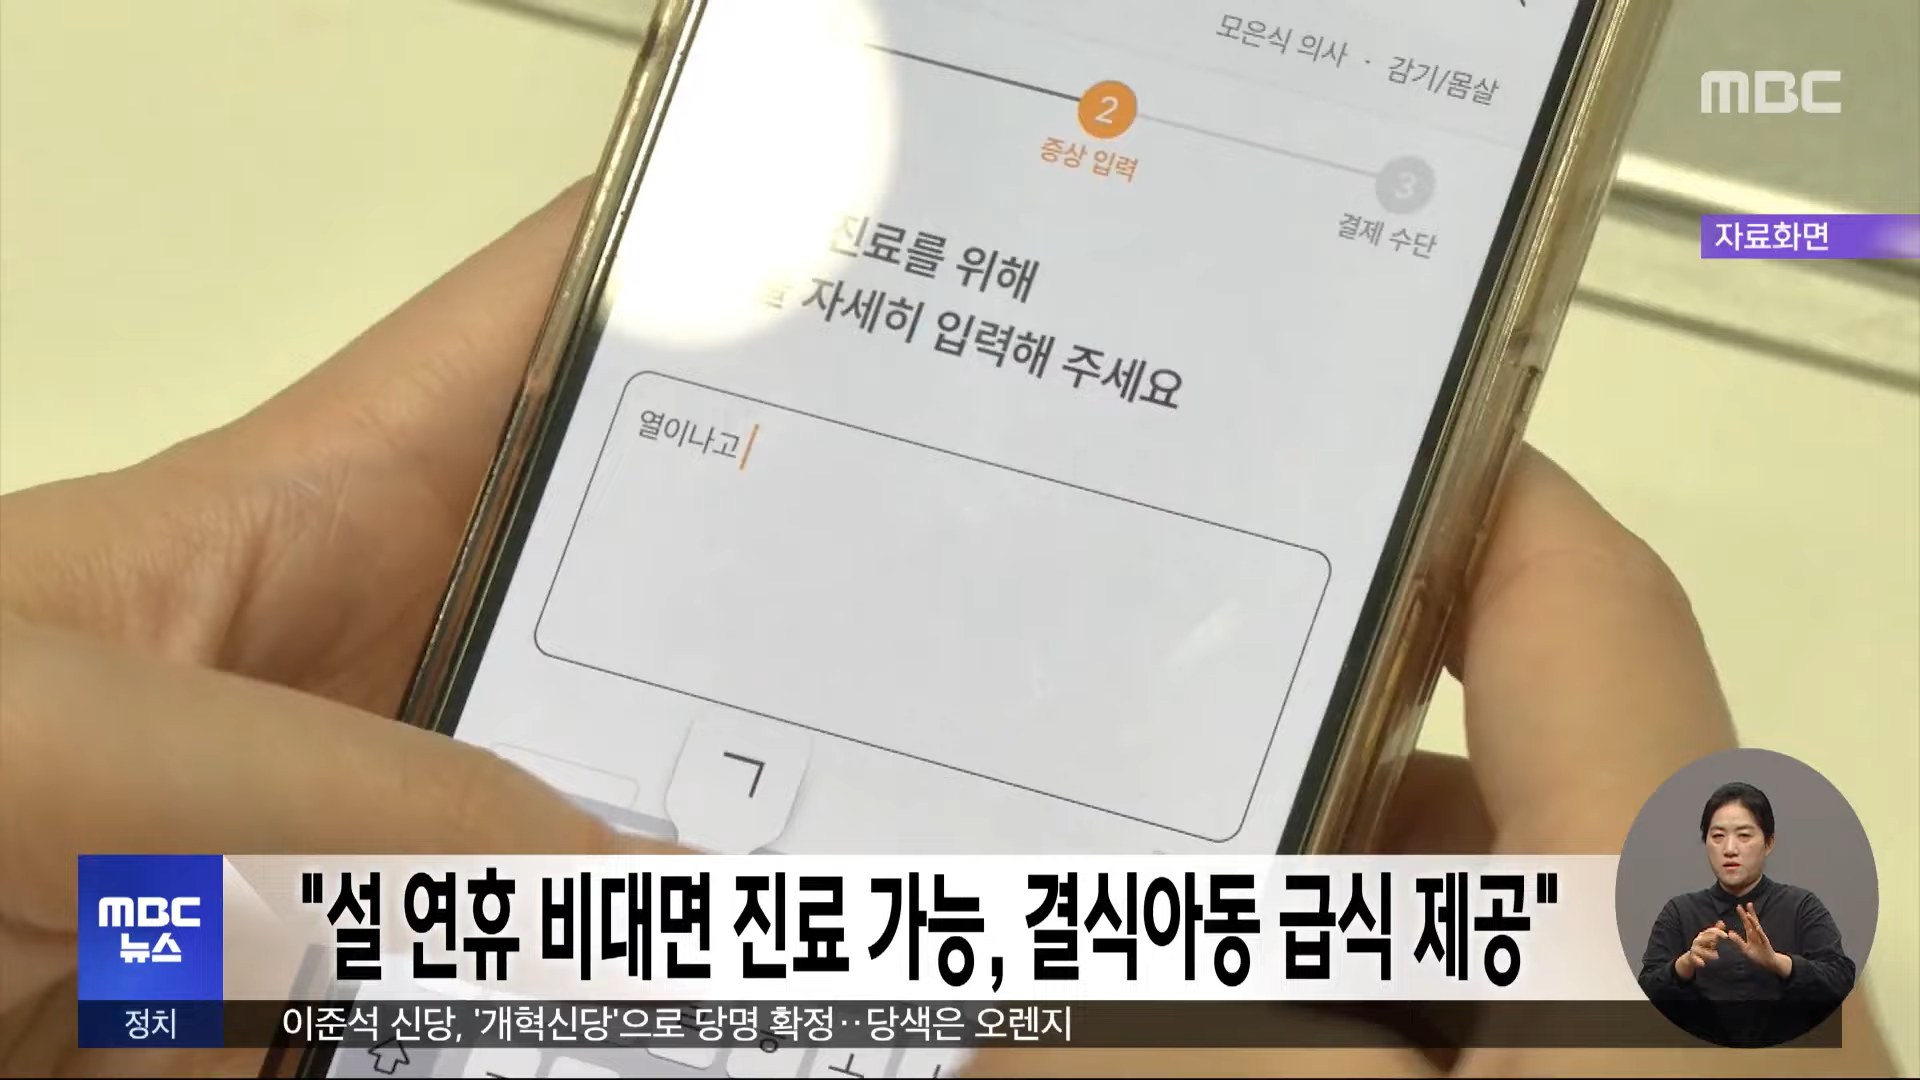 모은식 의사 · 감기/몸살
MBC
2
증상 입력
3
결제 수단
자료화면
진료를 위해
자세히 입력해 주세요
열이나고
ㄱ
MBC
뉴스
"설 연휴 비대면 진료 가능, 결식아동 급식 제공"
정치
이준석 신당, '개혁신당'으로 당명 확정‥당색은 오렌지